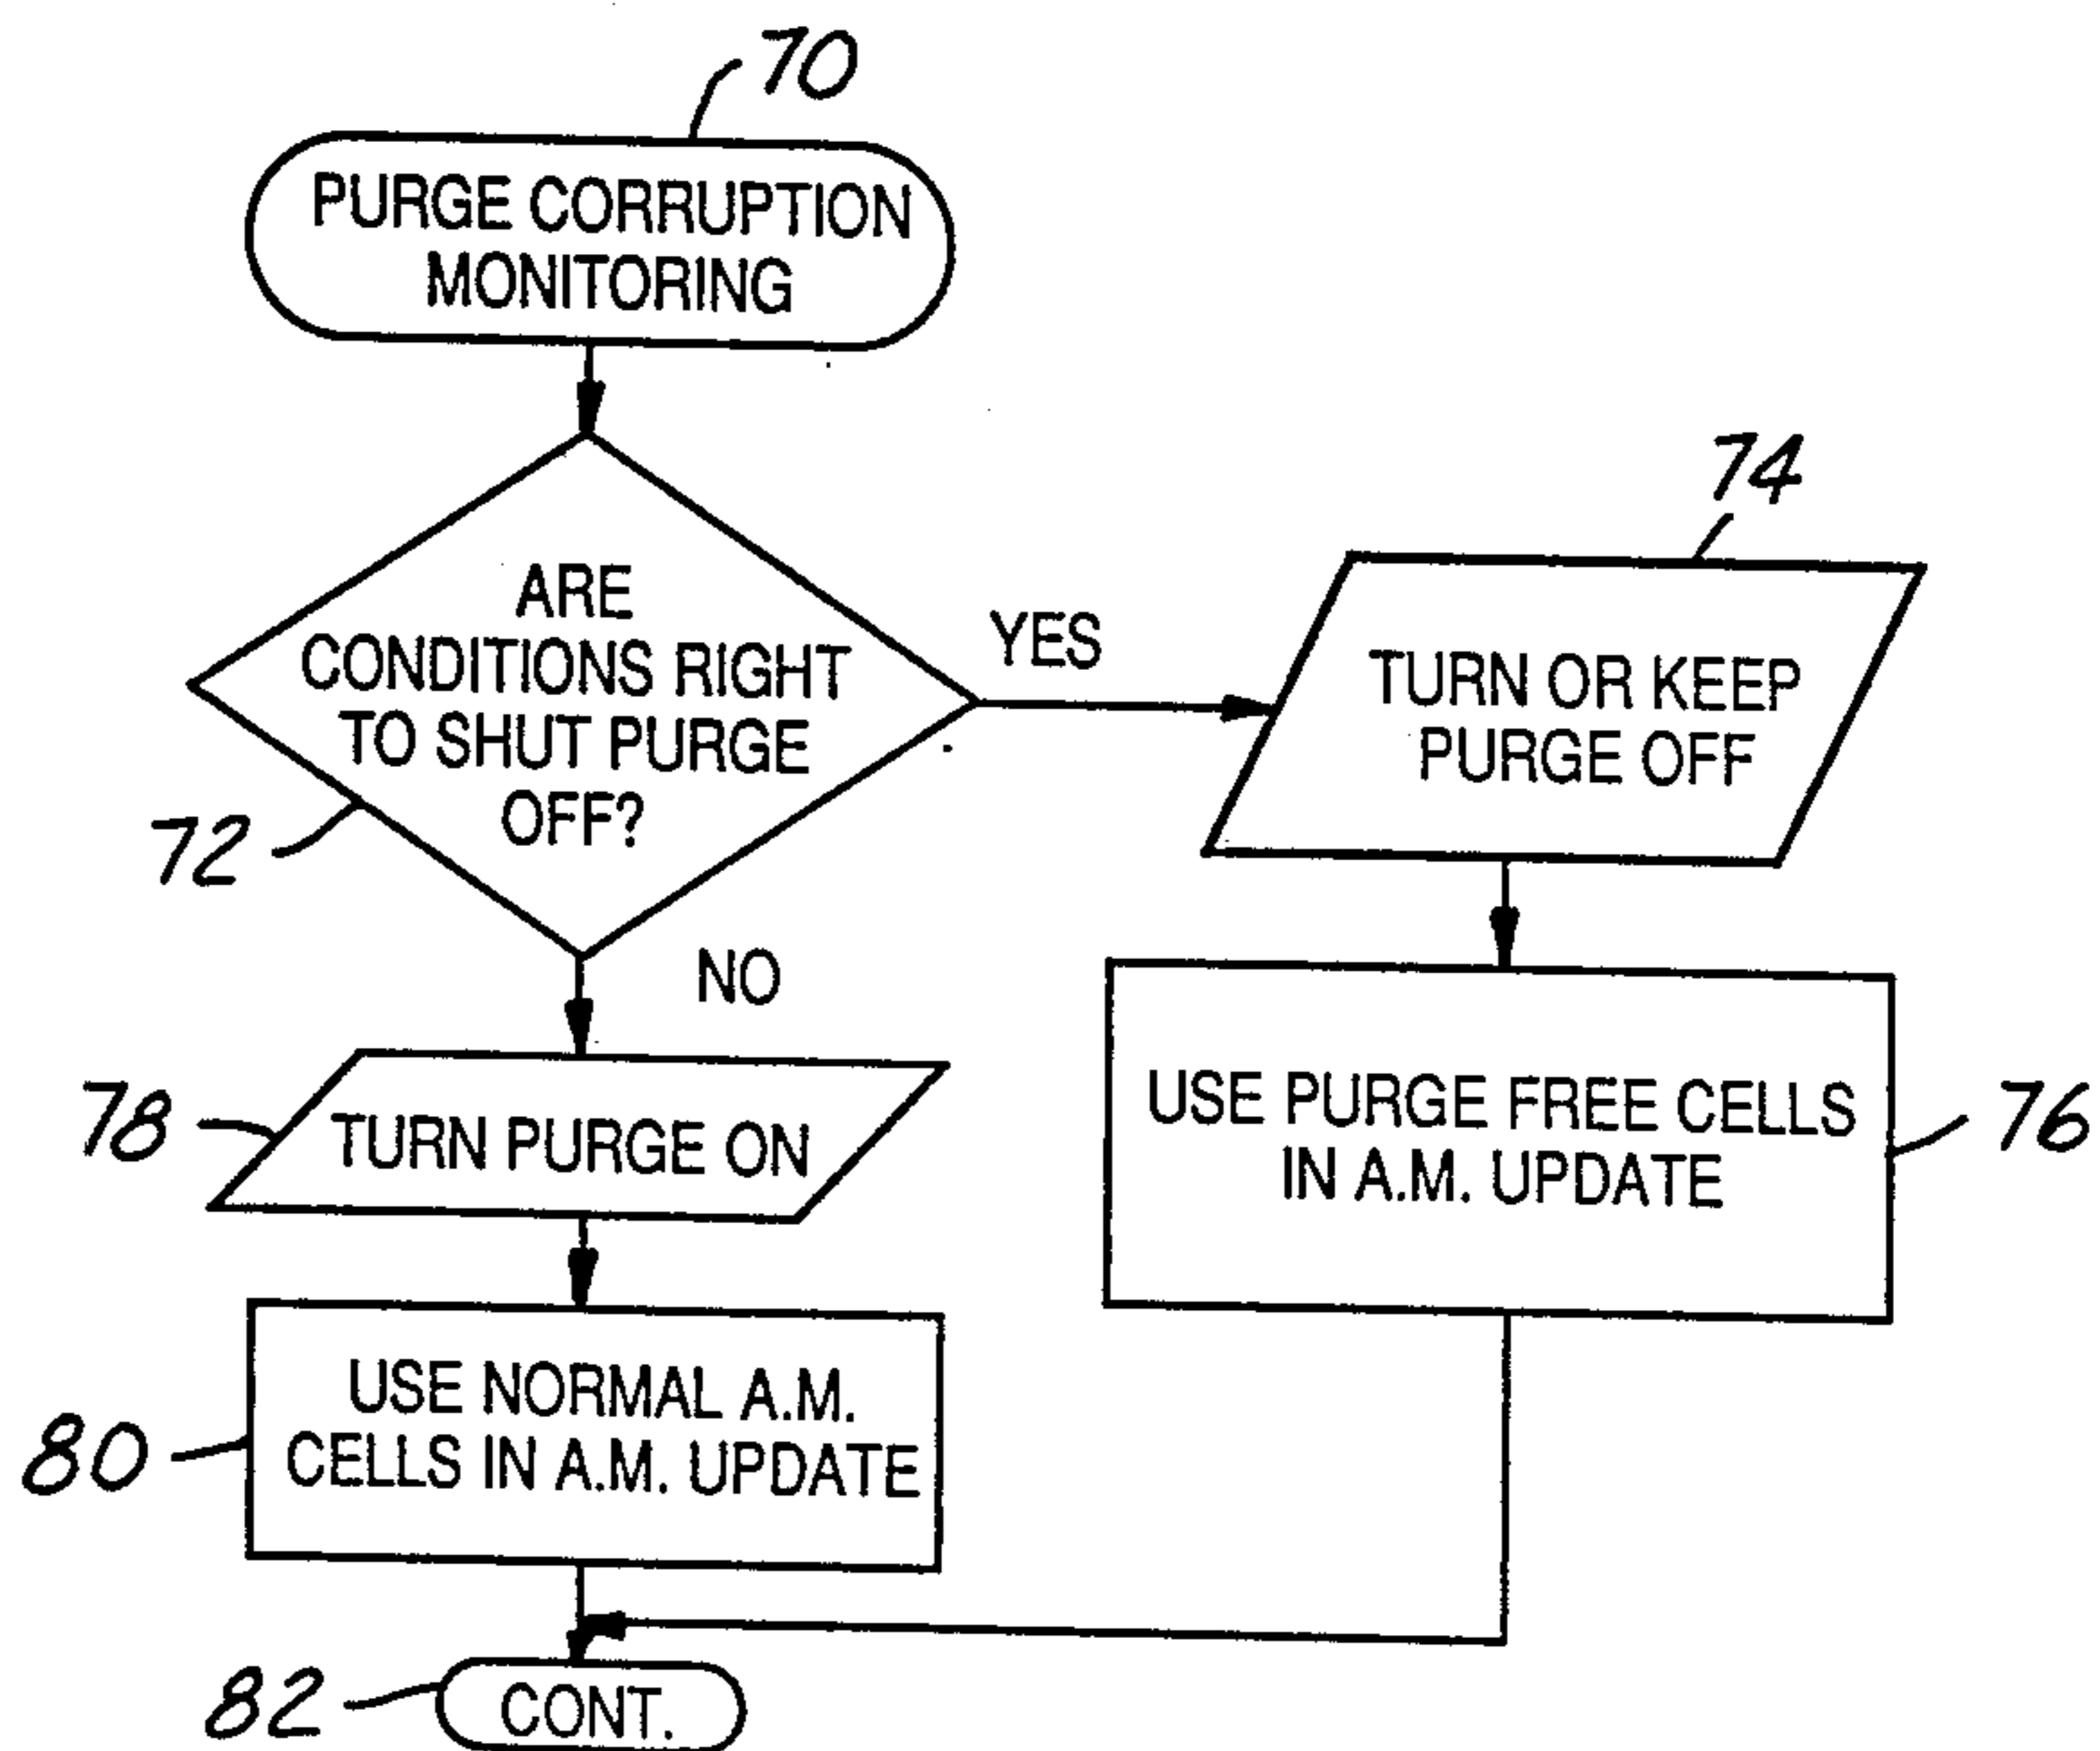 70
PURGE CORRUPTION
MONITORING
ARE
CONDITIONS RIGHT
TO SHUT PURGE
OFF?
72
YES
74
TURN OR KEEP
PURGE OFF
NO
78
TURN PURGE ON
USE PURGE FREE CELLS
IN A.M. UPDATE
76
USE NORMAL A.M.
CELLS IN A.M. UPDATE
80
82
CONT.